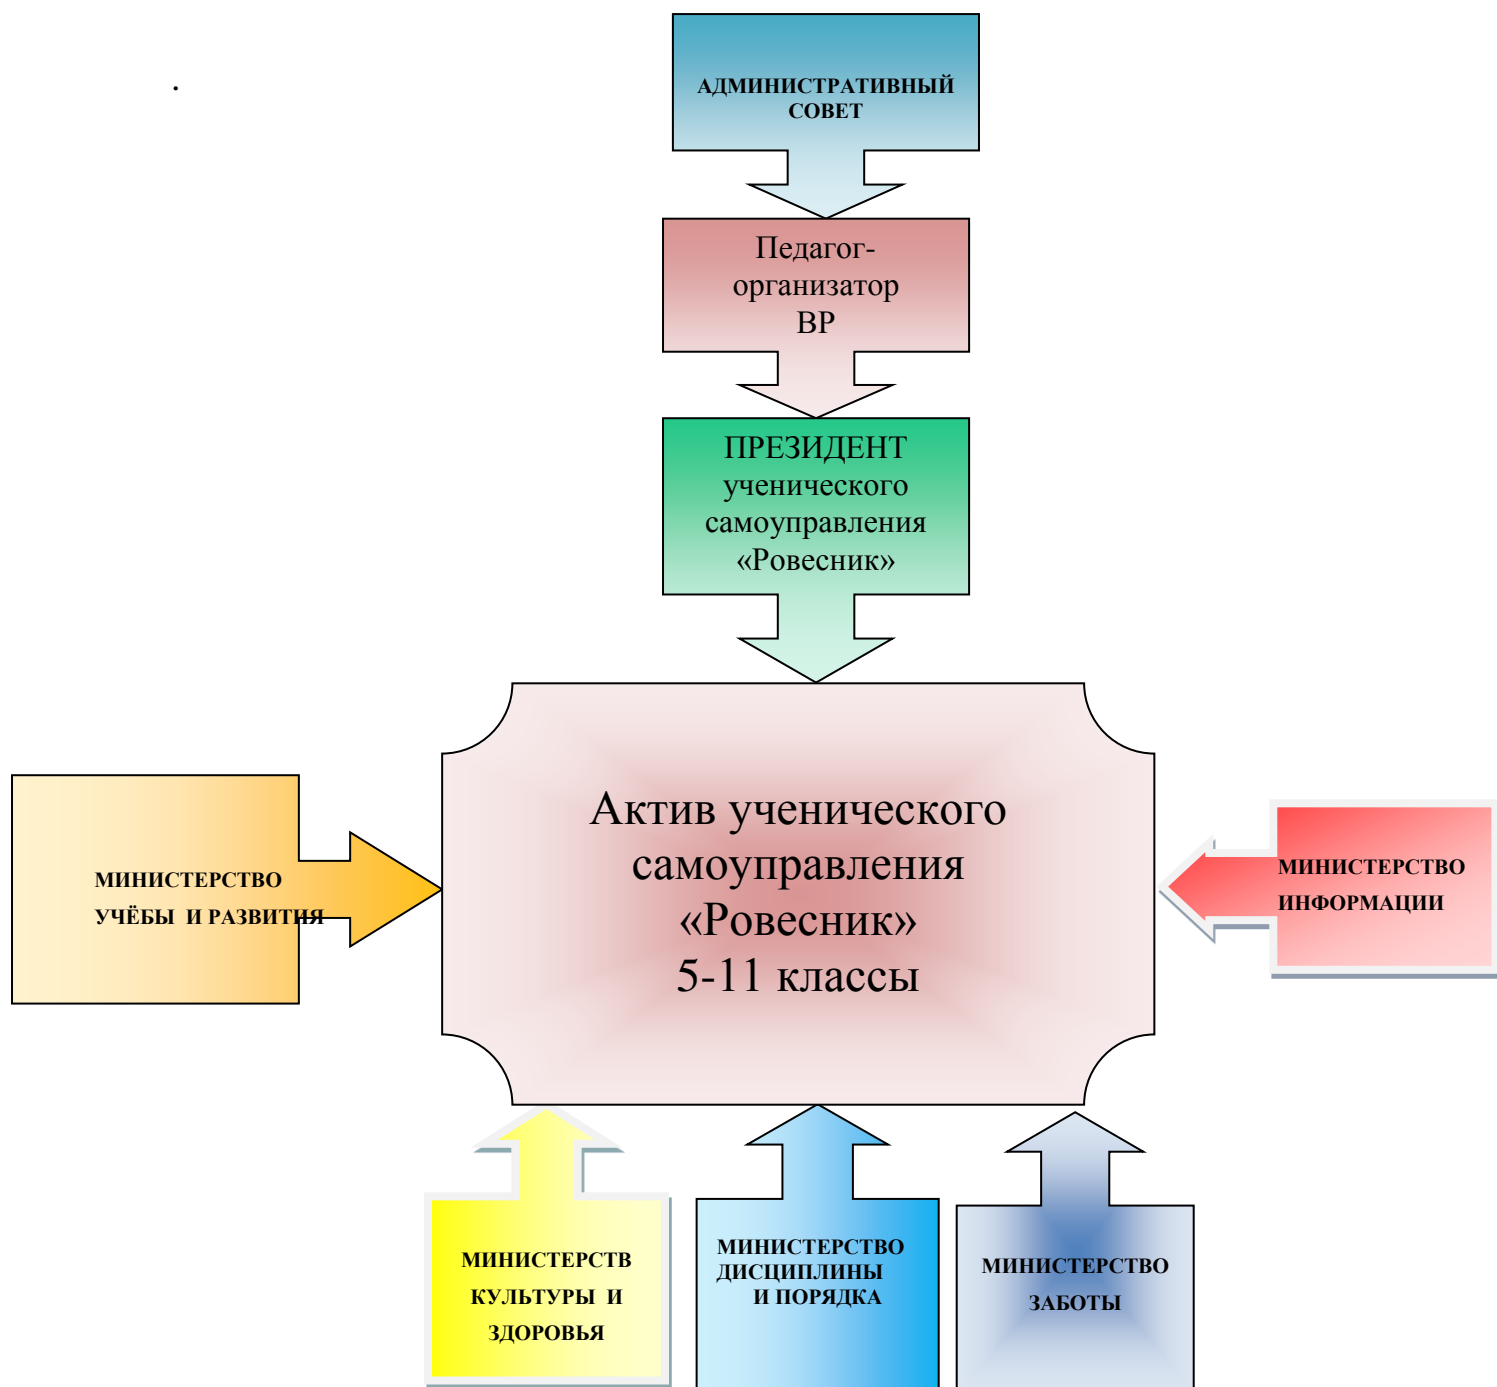 .
АДМИНИСТРАТИВНЫЙ
СОВЕТ
Педагог-
организатор
ВР
ПРЕЗИДЕНТ
ученического
самоуправления
«Ровесник»
Актив ученического
самоуправления
«Ровесник»
5-11 классы
МИНИСТЕРСТВО
УЧЁБЫ И РАЗВИТИЯ
МИНИСТЕРСТВО
ИНФОРМАЦИИ
МИНИСТЕРСТВ
КУЛЬТУРЫ И
ЗДОРОВЬЯ
МИНИСТЕРСТВО
ДИСЦИПЛИНЫ
И ПОРЯДКА
МИНИСТЕРСТВО
ЗАБОТЫ